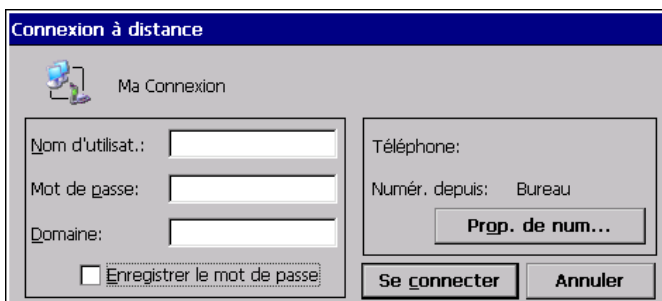 Connexion à distance
Ma Connexion
Nom d'utilisat.:
Mot de passe:
Domaine:
Enregistrer le mot de passe
Téléphone:
Numér. depuis: Bureau
Prop. de num...
Se connecter Annuler